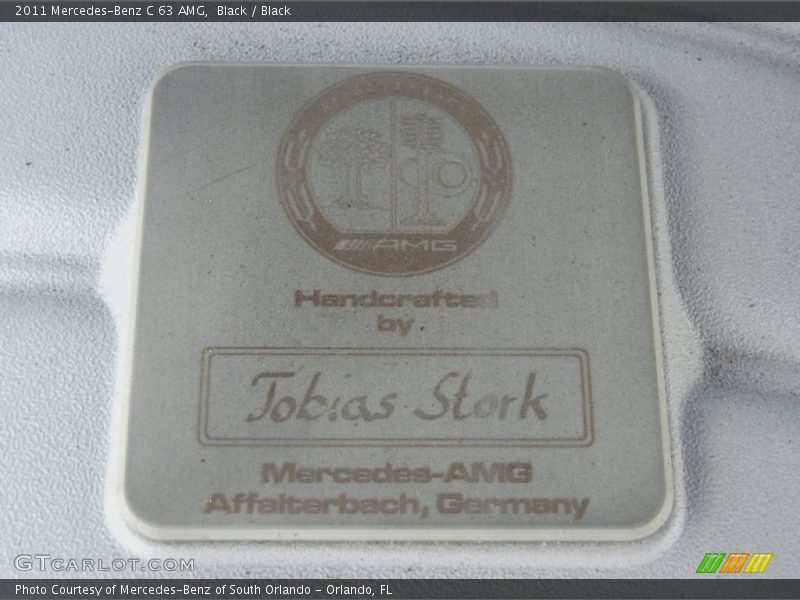 2011 Mercedes-Benz C 63 AMG, Black / Black
AMG
Handcrafted
by
Tobias Stork
Mercedes-AMG
Affalterbach, Germany
GTCARLOT.COM
Photo Courtesy of Mercedes-Benz of South Orlando - Orlando, FL